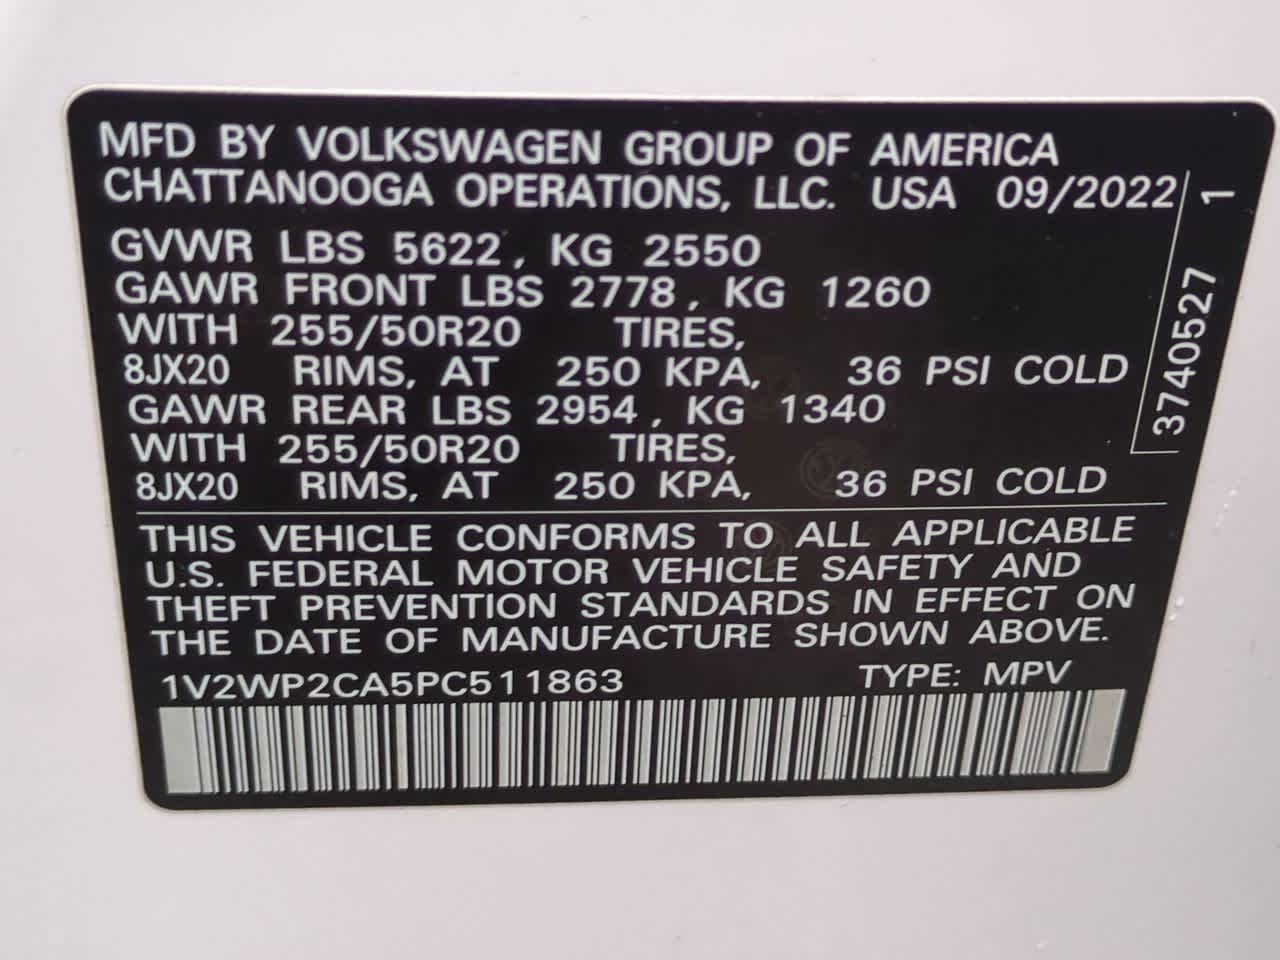 MFD BY VOLKSWAGEN GROUP OF AMERICA
CHATTANOOGA OPERATIONS, LLC. USA 09/2022
GVWR LBS 5622, KG 2550
GAWR FRONT LBS 2778, KG 1260
WITH 255/50R20 TIRES,
8JX20 RIMS, AT 250 KPA, 36 PSI COLD
GAWR REAR LBS 2954, KG 1340
WITH 255/50R20 TIRES,
8JX20 RIMS, AT 250 KPA, 36 PSI COLD
3740527 1
THIS VEHICLE CONFORMS TO ALL APPLICABLE
U.S. FEDERAL MOTOR VEHICLE SAFETY AND
THEFT PREVENTION STANDARDS IN EFFECT ON
THE DATE OF MANUFACTURE SHOWN ABOVE.
1V2WP2CA5PC511863 TYPE: MPV